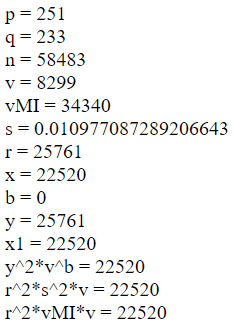 p = 251
q = 233
n = 58483
v = 8299
vMI = 34340
s = 0.010977087289206643
r = 25761
x = 22520
b = 0
y = 25761
x1 = 22520
y^2*v^b = 22520
r^2*s^2*v = 22520
r^2*vMI*v = 22520